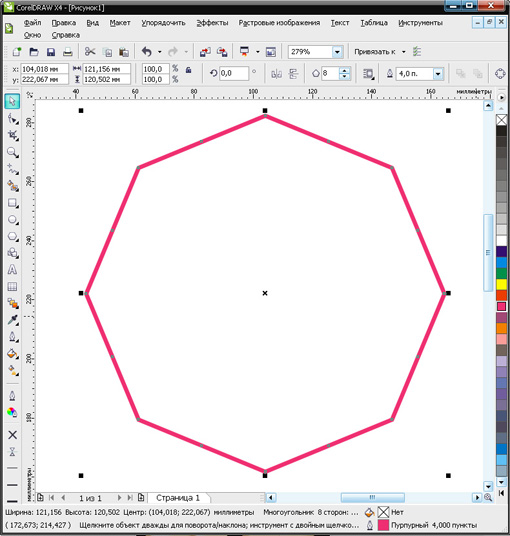 CorelDRAW X4 - [Рисунок1]
Файл Правка Вид Макет Упорядочить Эффекты Растровые изображения Текст Таблица Инструменты
Окно Справка
279% Привязать к
x: 104,018 мм 121,156 мм 100,0 % 0,0 ° 8 4,0 п.
y: 222,067 мм 120,502 мм 100,0 %
40 60 80 100 120 140 160 миллиметры
280
260
240
220
200
180
миллиметры
1 из 1 Страница 1
Ширина: 121,156 Высота: 120,502 Центр: (104,018; 222,067) миллиметры Многоугольник 8 сторон: ... Нет
( 172,673; 214,427 ) Щелкните объект дважды для поворота/наклона; инструмент с двойным щелчко... Пурпурный 4,000 пункты